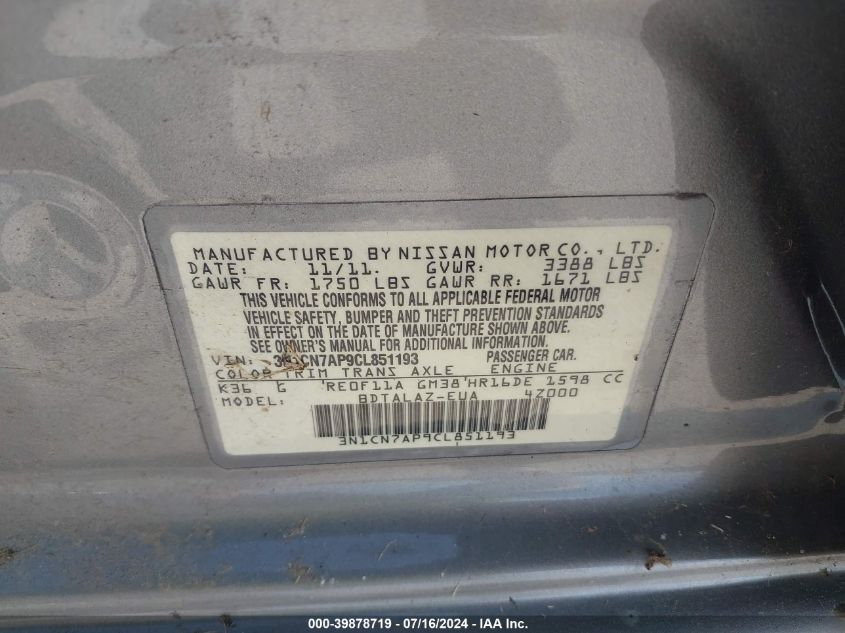 MANUFACTURED BY NISSAN MOTOR CO., LTD.
DATE: 11/11. GVWR: 3388 LBS
GAWR FR: 1750 LBS GAWR RR: 1671 LBS
THIS VEHICLE CONFORMS TO ALL APPLICABLE FEDERAL MOTOR
VEHICLE SAFETY, BUMPER AND THEFT PREVENTION STANDARDS
IN EFFECT ON THE DATE OF MANUFACTURE SHOWN ABOVE.
SEE OWNER'S MANUAL FOR ADDITIONAL INFORMATION.
VIN: 3N1CN7AP9CL851193 PASSENGER CAR.
COLOR TRIM TRANS AXLE ENGINE
K36 G RE0F11A GM38 HR16DE 1598 CC
MODEL: BDTALAZ-EUA 4Z000
3N1CN7AP9CL851193
000-39878719 - 07/16/2024 - IAA Inc.